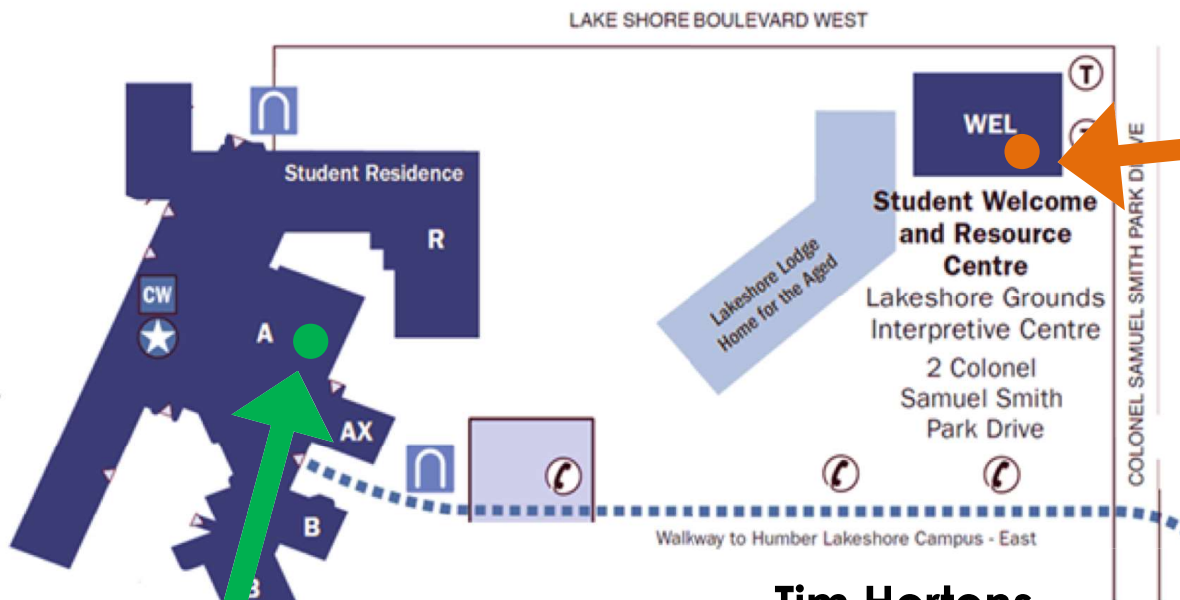 LAKE SHORE BOULEVARD WEST
T
WEL
T
Student Residence
R
CW
A
AX
B
B
Lakeshore Lodge
Home for the Aged
Student Welcome
and Resource
Centre
Lakeshore Grounds
Interpretive Centre
2 Colonel
Samuel Smith
Park Drive
COLONEL SAMUEL SMITH PARK DRIVE
Walkway to Humber Lakeshore Campus - East
Tim Hortons